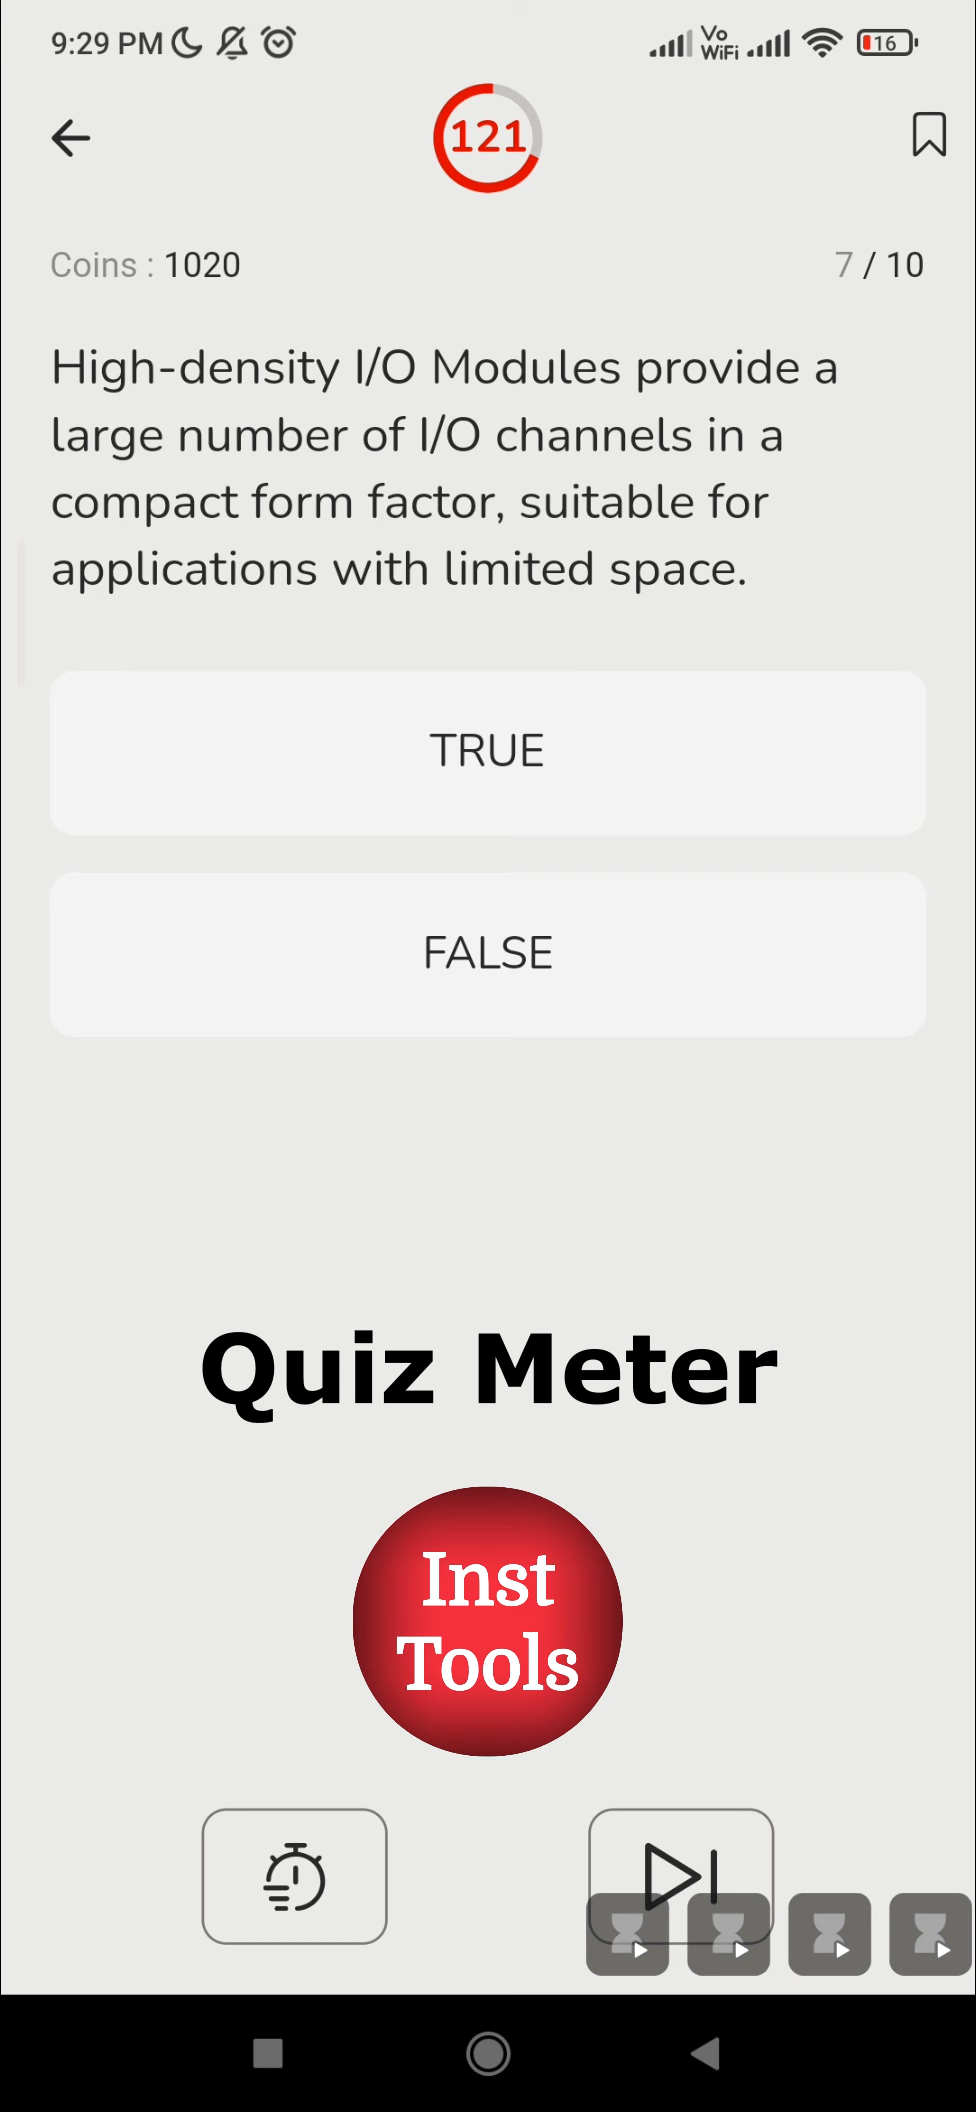 9:29 PM Vo WiFi 16
121
Coins : 1020 7 / 10
High-density I/O Modules provide a
large number of I/O channels in a
compact form factor, suitable for
applications with limited space.
TRUE
FALSE
Quiz Meter
Inst
Tools